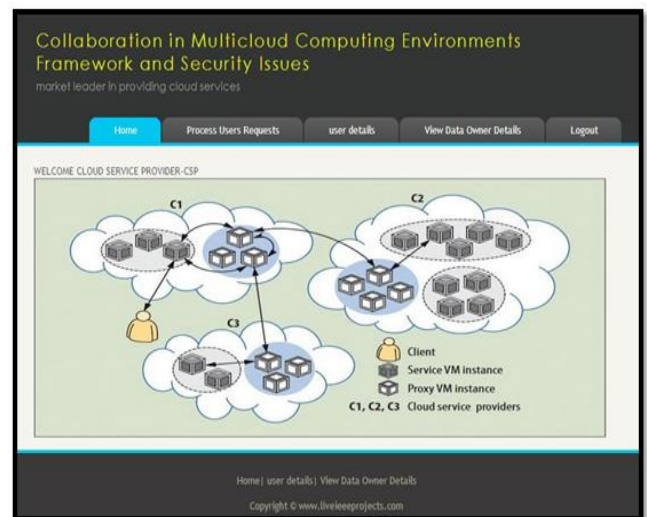 Collaboration in Multicloud Computing Environments
Framework and Security Issues
market leader in providing cloud services
Home
Process Users Requests
user details
View Data Owner Details
Logout
WELCOME CLOUD SERVICE PROVIDER-CSP
C1
C2
C3
Client
Service VM instance
Proxy VM instance
C1, C2, C3 Cloud service providers
Home| user details| View Data Owner Details
Copyright © www.liveieeeprojects.com